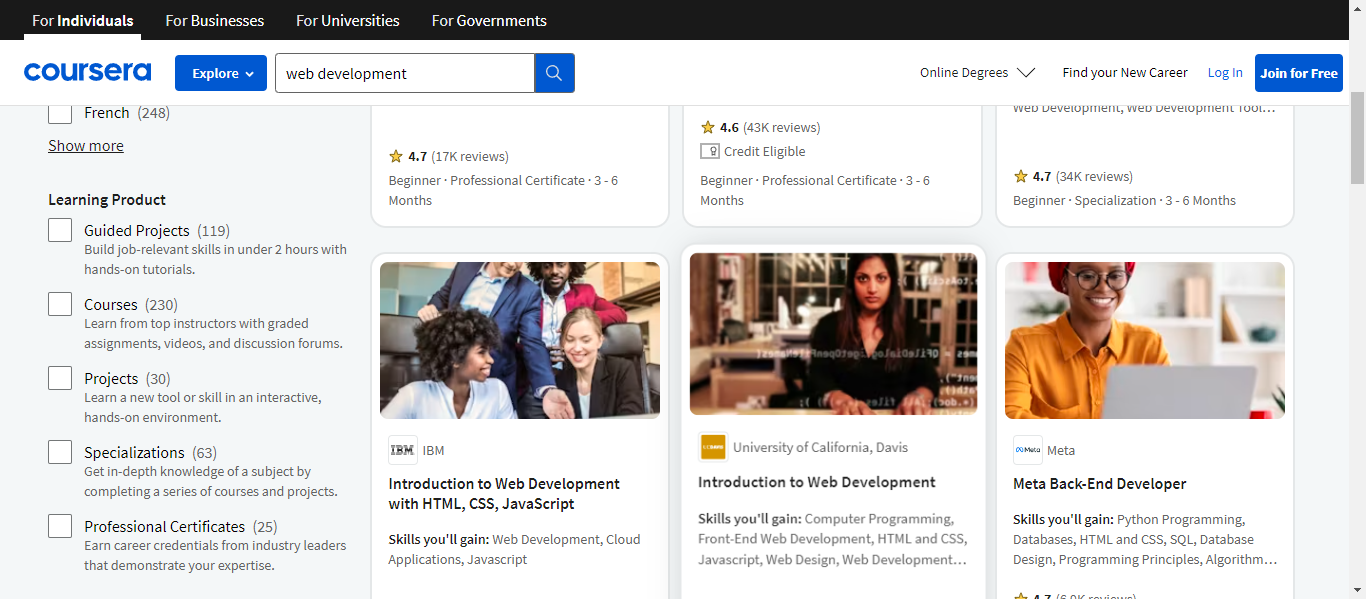 For Individuals
For Businesses
For Universities
For Governments
coursera
Explore
web development
Online Degrees
Find your New Career
Log In
Join for Free
French (248)
Show more
Learning Product
Guided Projects (119)
Build job-relevant skills in under 2 hours with
hands-on tutorials.
Courses (230)
Learn from top instructors with graded
assignments, videos, and discussion forums.
Projects (30)
Learn a new tool or skill in an interactive,
hands-on environment.
Specializations (63)
Get in-depth knowledge of a subject by
completing a series of courses and projects.
Professional Certificates (25)
Earn career credentials from industry leaders
that demonstrate your expertise.
4.7 (17K reviews)
Beginner · Professional Certificate · 3 - 6
Months
4.6 (43K reviews)
Credit Eligible
Beginner · Professional Certificate · 3 - 6
Months
Web Development, Web Development Tool...
4.7 (34K reviews)
Beginner · Specialization · 3 - 6 Months
IBM
IBM
Introduction to Web Development
with HTML, CSS, JavaScript
Skills you'll gain: Web Development, Cloud
Applications, Javascript
University of California, Davis
Introduction to Web Development
Skills you'll gain: Computer Programming,
Front-End Web Development, HTML and CSS,
Javascript, Web Design, Web Development...
Meta
Meta
Meta Back-End Developer
Skills you'll gain: Python Programming,
Databases, HTML and CSS, SQL, Database
Design, Programming Principles, Algorithm...
4.7 (6.0K reviews)